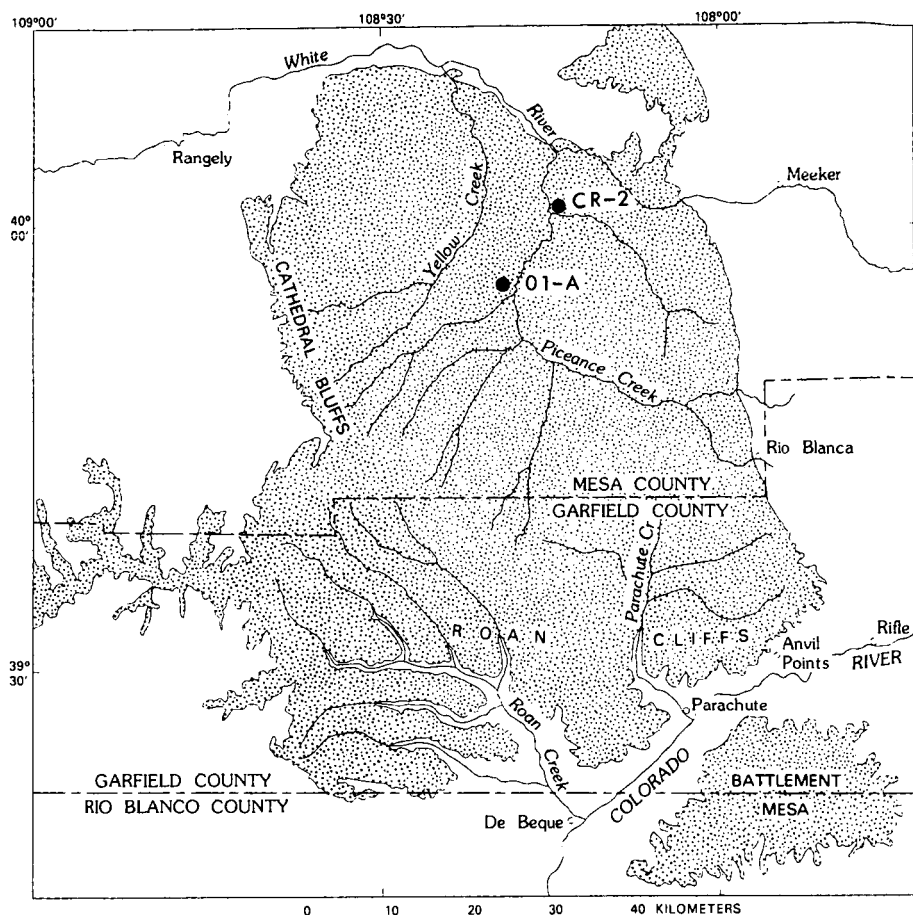 109°00'
108°30'
108°00'
White
River
Rangely
Meeker
CR-2
Creek
40°
00'
Yellow
CATHEDRAL BLUFFS
01-A
Piceance Creek
Rio Blanca
MESA COUNTY
GARFIELD COUNTY
Parachute Cr
ROAN
CLIFFS
Anvil
Points
Rifle
RIVER
39°
30'
Parachute
Roan
Creek
COLORADO
GARFIELD COUNTY
RIO BLANCO COUNTY
BATTLEMENT
MESA
De Beque
0 10 20 30 40 KILOMETERS